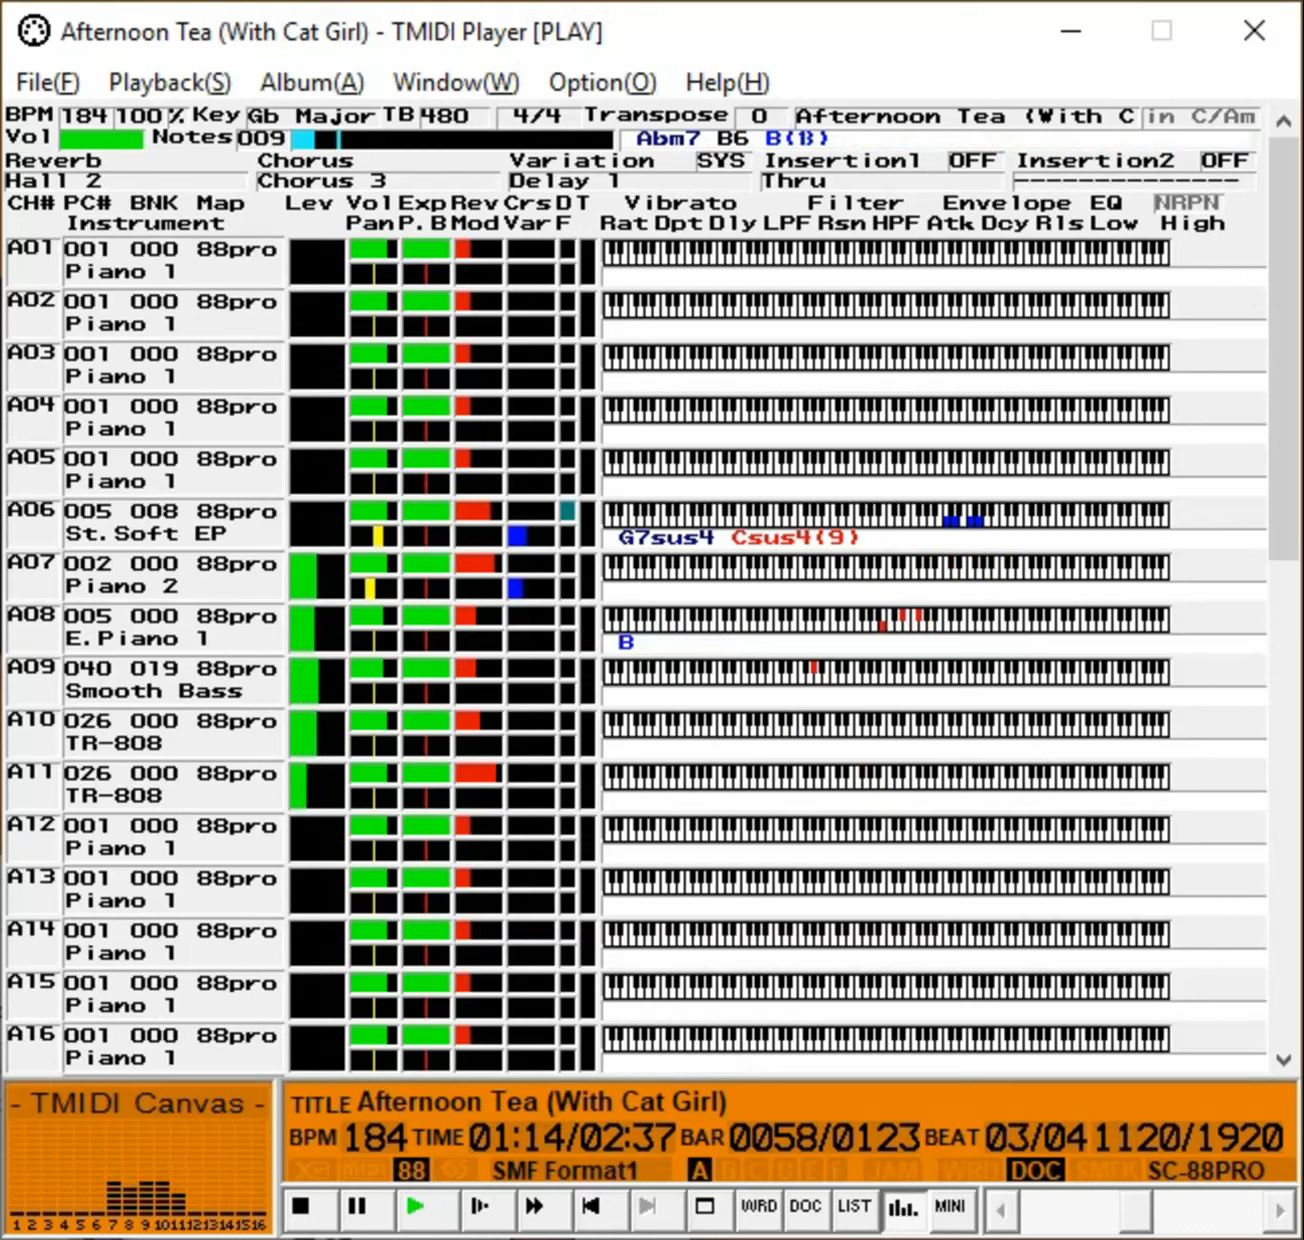 Afternoon Tea (With Cat Girl) - TMIDI Player [PLAY]
File(F) Playback(S) Album(A) Window(W) Option(O) Help(H)
BPM 184 100 % Key Gb Major TB 480 4/4 Transpose 0 Afternoon Tea (With C in C/Am
Vol Notes 009 Abm7 B6 B(13)
Reverb Chorus Variation SYS Insertion1 OFF Insertion2 OFF
Hall 2 Chorus 3 Delay 1 Thru ---------------
CH# PC# BNK Map Lev Vol Exp Rev Crs D T Vibrato Filter Envelope EQ NRPN
Instrument Pan P.B Mod Var F Rat Dpt Dly LPF Rsn HPF Atk Dcy Rls Low High
A01 001 000 88pro
Piano 1
A02 001 000 88pro
Piano 1
A03 001 000 88pro
Piano 1
A04 001 000 88pro
Piano 1
A05 001 000 88pro
Piano 1
A06 005 008 88pro
St.Soft EP G7sus4 Csus4(9)
A07 002 000 88pro
Piano 2
A08 005 000 88pro
E.Piano 1 B
A09 040 019 88pro
Smooth Bass
A10 026 000 88pro
TR-808
A11 026 000 88pro
TR-808
A12 001 000 88pro
Piano 1
A13 001 000 88pro
Piano 1
A14 001 000 88pro
Piano 1
A15 001 000 88pro
Piano 1
A16 001 000 88pro
Piano 1
- TMIDI Canvas -
1 2 3 4 5 6 7 8 9 10 11 12 13 14 15 16
TITLE Afternoon Tea (With Cat Girl)
BPM 184 TIME 01:14/02:37 BAR 0058/0123 BEAT 03/04 1120/1920
88 SMF Format1 A DOC SC-88PRO
WRD DOC LIST MINI